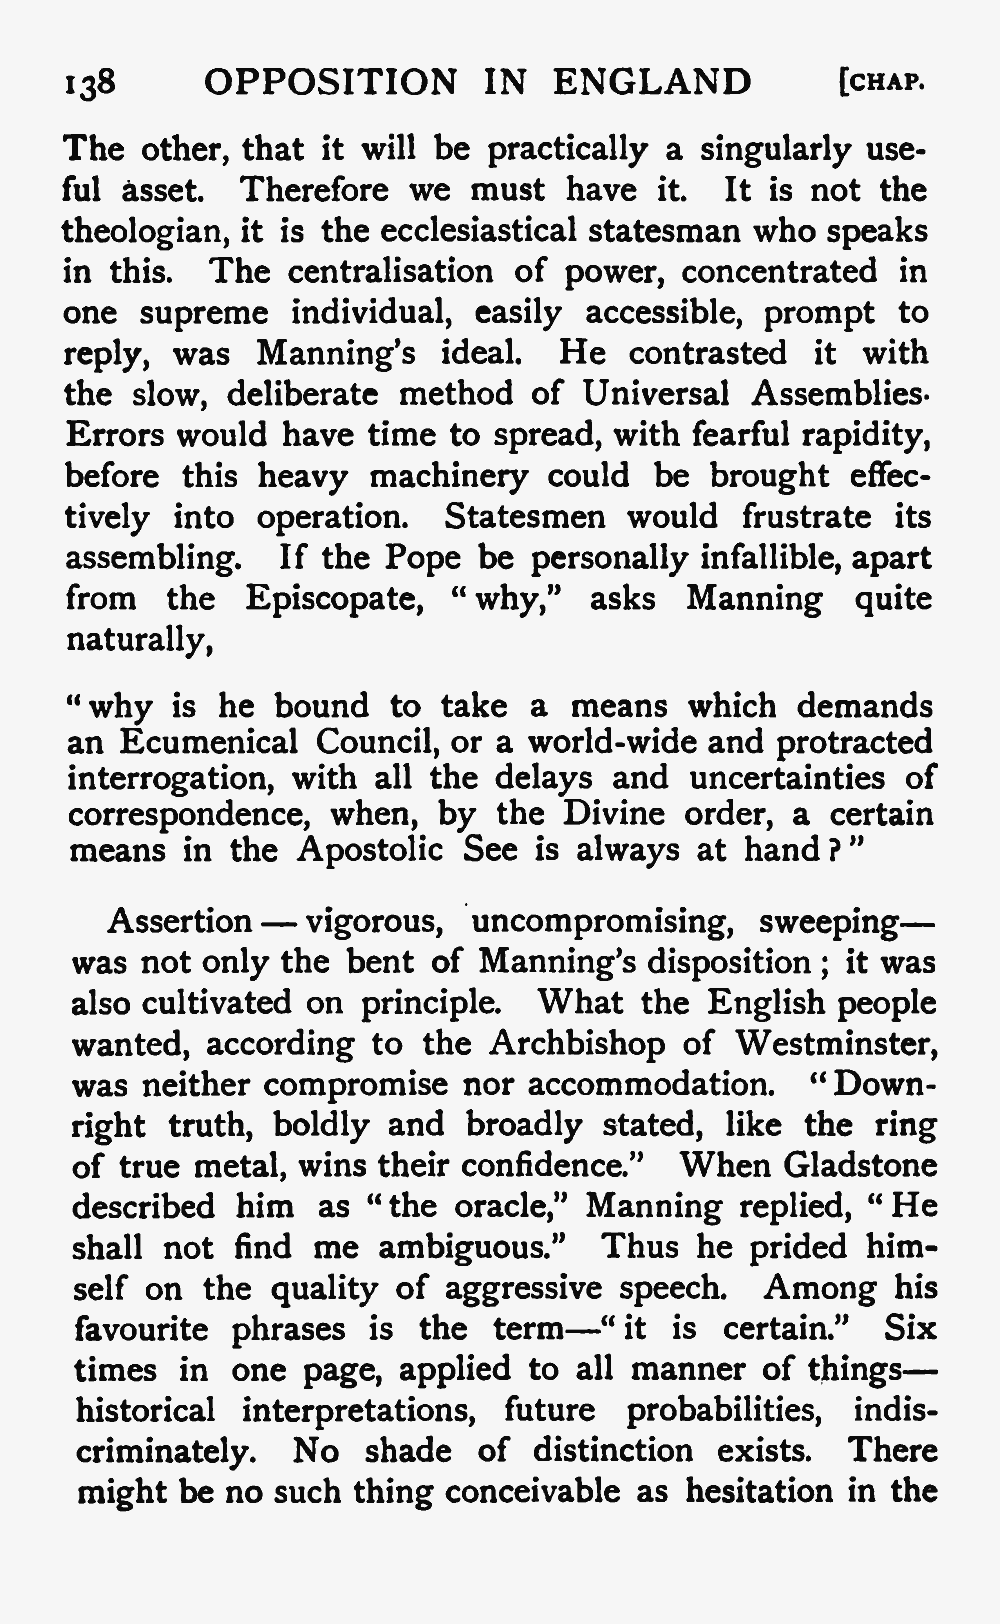 138 OPPOSITION IN ENGLAND [CHAP.
The other, that it will be practically a singularly use-
ful asset. Therefore we must have it. It is not the
theologian, it is the ecclesiastical statesman who speaks
in this. The centralisation of power, concentrated in
one supreme individual, easily accessible, prompt to
reply, was Manning's ideal. He contrasted it with
the slow, deliberate method of Universal Assemblies.
Errors would have time to spread, with fearful rapidity,
before this heavy machinery could be brought effec-
tively into operation. Statesmen would frustrate its
assembling. If the Pope be personally infallible, apart
from the Episcopate, “why,” asks Manning quite
naturally,
“why is he bound to take a means which demands
an Ecumenical Council, or a world-wide and protracted
interrogation, with all the delays and uncertainties of
correspondence, when, by the Divine order, a certain
means in the Apostolic See is always at hand?”
Assertion — vigorous, uncompromising, sweeping—
was not only the bent of Manning's disposition; it was
also cultivated on principle. What the English people
wanted, according to the Archbishop of Westminster,
was neither compromise nor accommodation. “Down-
right truth, boldly and broadly stated, like the ring
of true metal, wins their confidence.” When Gladstone
described him as “the oracle,” Manning replied, “He
shall not find me ambiguous.” Thus he prided him-
self on the quality of aggressive speech. Among his
favourite phrases is the term—“it is certain.” Six
times in one page, applied to all manner of things—
historical interpretations, future probabilities, indis-
criminately. No shade of distinction exists. There
might be no such thing conceivable as hesitation in the